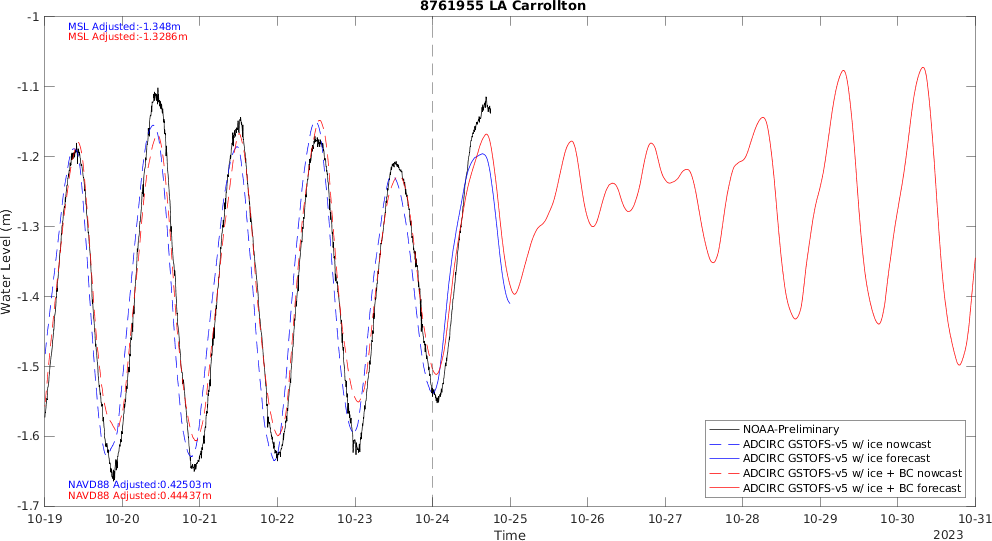 8761955 LA Carrollton
MSL Adjusted:-1.348m
MSL Adjusted:-1.3286m
-1
-1.1
-1.2
-1.3
-1.4
-1.5
-1.6
-1.7
Water Level (m)
NAVD88 Adjusted:0.42503m
NAVD88 Adjusted:0.44437m
NOAA-Preliminary
ADCIRC GSTOFS-v5 w/ ice nowcast
ADCIRC GSTOFS-v5 w/ ice forecast
ADCIRC GSTOFS-v5 w/ ice + BC nowcast
ADCIRC GSTOFS-v5 w/ ice + BC forecast
10-19 10-20 10-21 10-22 10-23 10-24 10-25 10-26 10-27 10-28 10-29 10-30 10-31
Time
2023